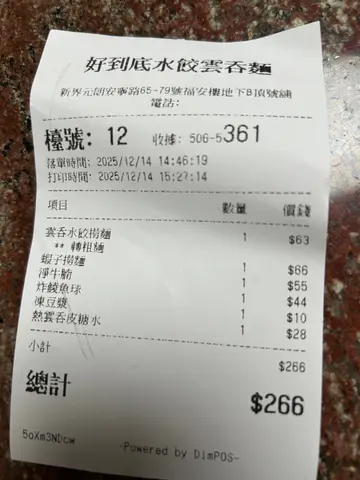 好到底水餃雲吞麵
新界元朗安寧路65-79號福安樓地下B頂號舖
電話:
檯號: 12 收據: 506-5361
落單時間: 2025/12/14 14:46:19
打印時間: 2025/12/14 15:27:14
項目 數量 價錢
雲吞水餃撈麵 1 $63
** 轉粗麵
蝦子撈麵 1 $66
淨牛腩 1 $55
炸鯪魚球 1 $44
凍豆漿 1 $10
熱雲吞皮糖水 1 $28
小計 $266
總計 $266
5oXm3NDcw
-Powered by DimPOS-